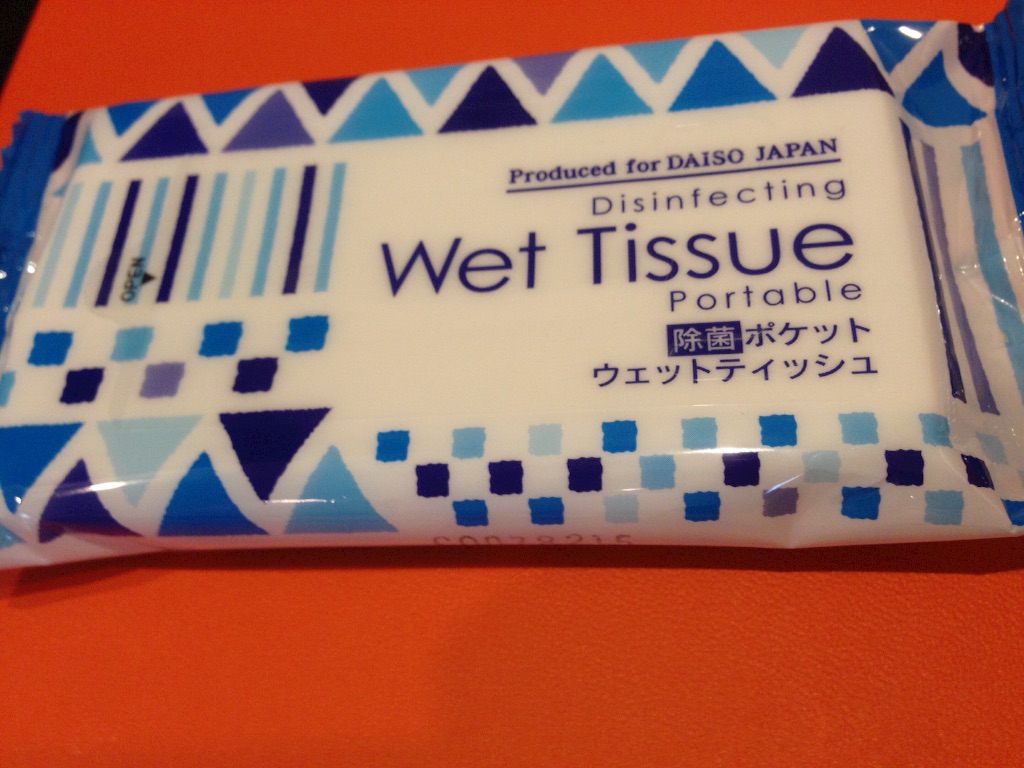 Produced for DAISO JAPAN
Disinfecting
Wet Tissue
Portable
除菌ポケット
ウェットティッシュ
OPEN